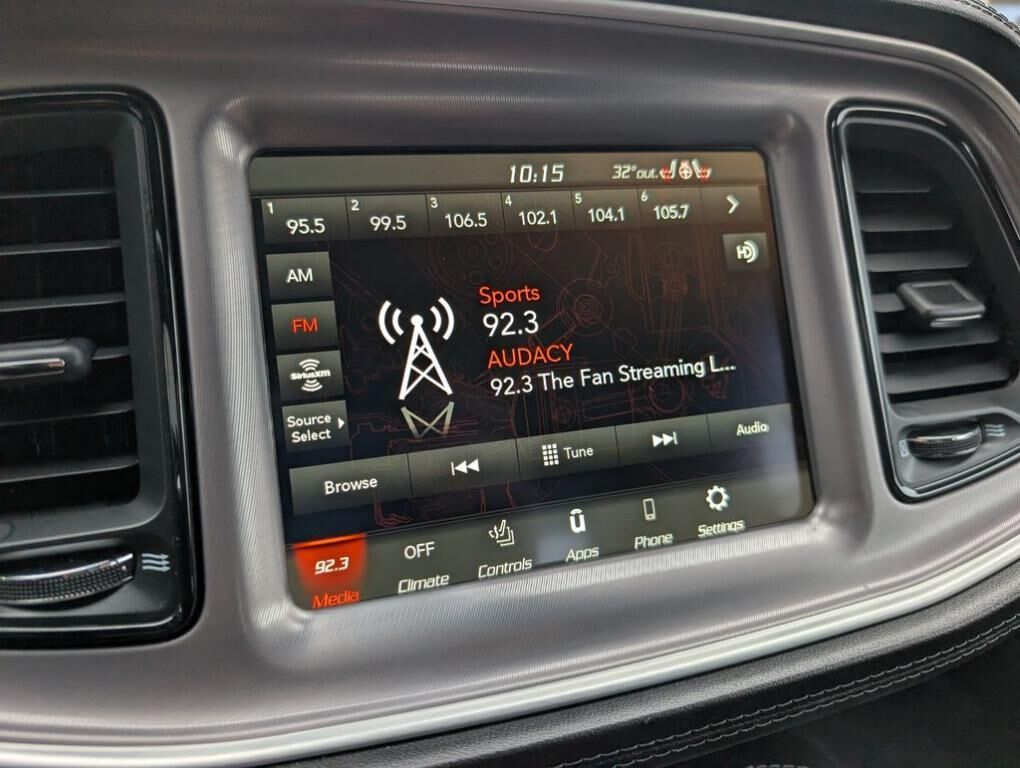 10:15 32°out.
1 95.5 2 99.5 3 106.5 4 102.1 5 104.1 6 105.7
HD
AM
Sports
92.3
FM
AUDACY
92.3 The Fan Streaming L...
SiriusXM
Source
Select
Browse Tune Audio
92.3 OFF
Media Climate Controls Apps Phone Settings